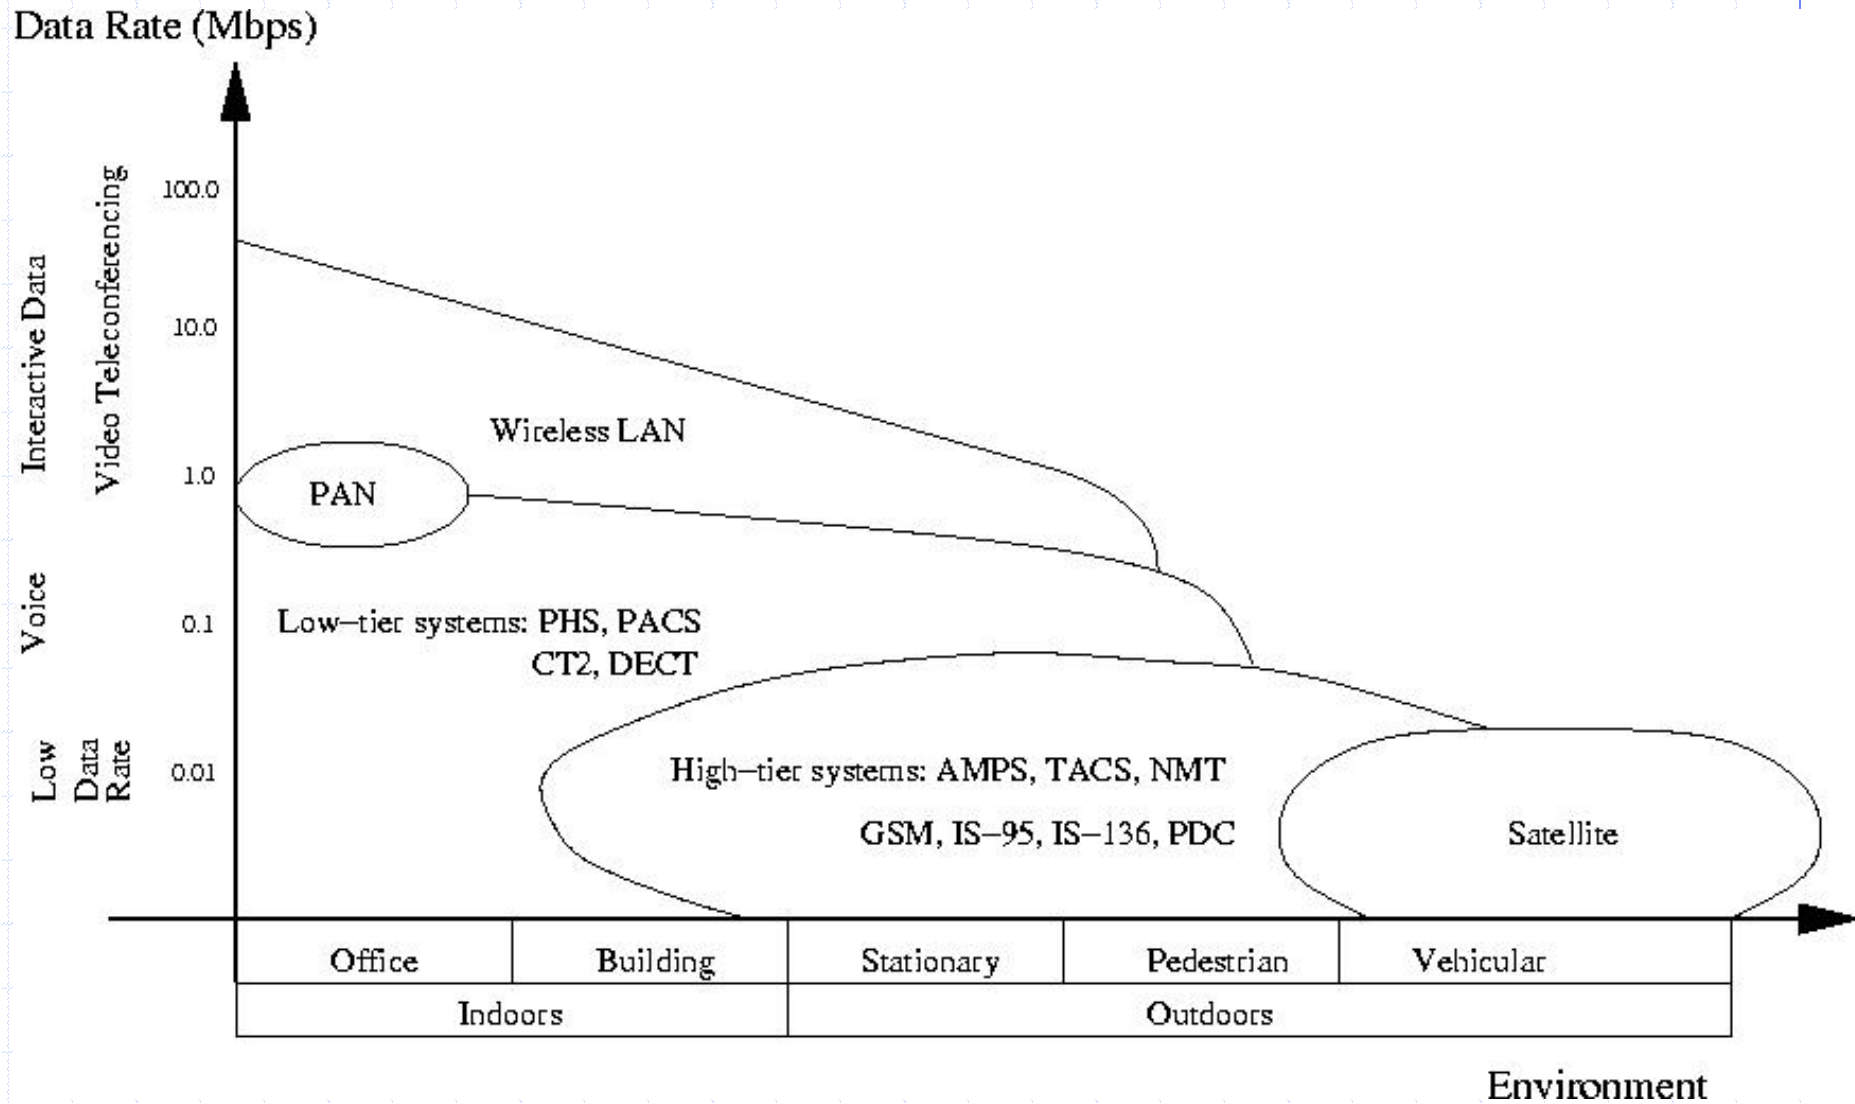 Data Rate (Mbps)
Interactive Data
Video Teleconferencing
Voice
Low
Data
Rate
100.0
10.0
1.0
0.1
0.01
Wireless LAN
PAN
Low-tier systems: PHS, PACS
CT2, DECT
High-tier systems: AMPS, TACS, NMT
GSM, IS-95, IS-136, PDC
Satellite
Office
Building
Stationary
Pedestrian
Vehicular
Indoors
Outdoors
Environment